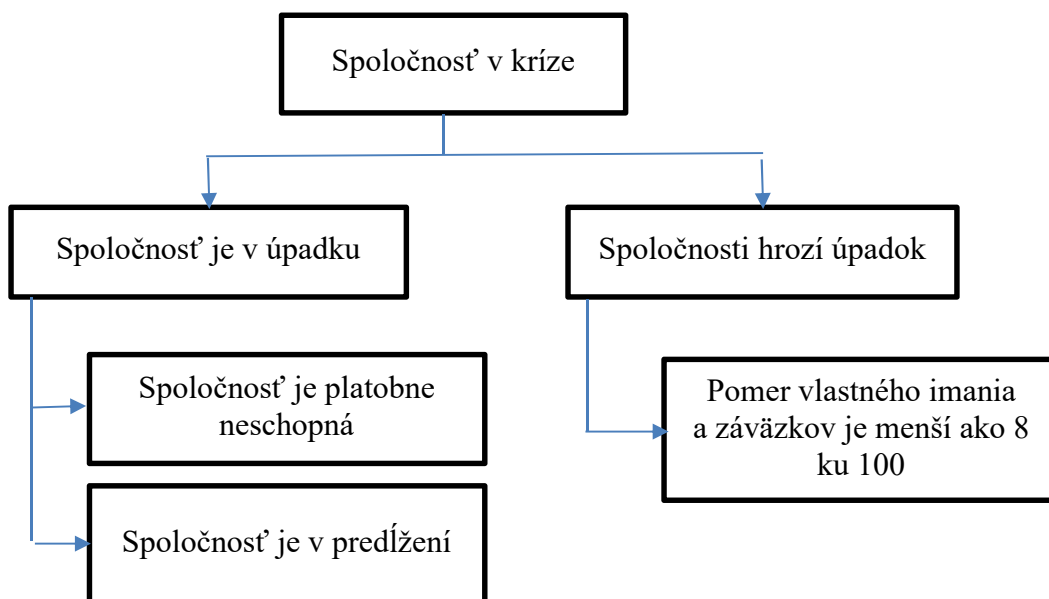 Spoločnosť v kríze
Spoločnosť je v úpadku
Spoločnosti hrozí úpadok
Spoločnosť je platobne
neschopná
Pomer vlastného imania
a záväzkov je menší ako 8
ku 100
Spoločnosť je v predĺžení